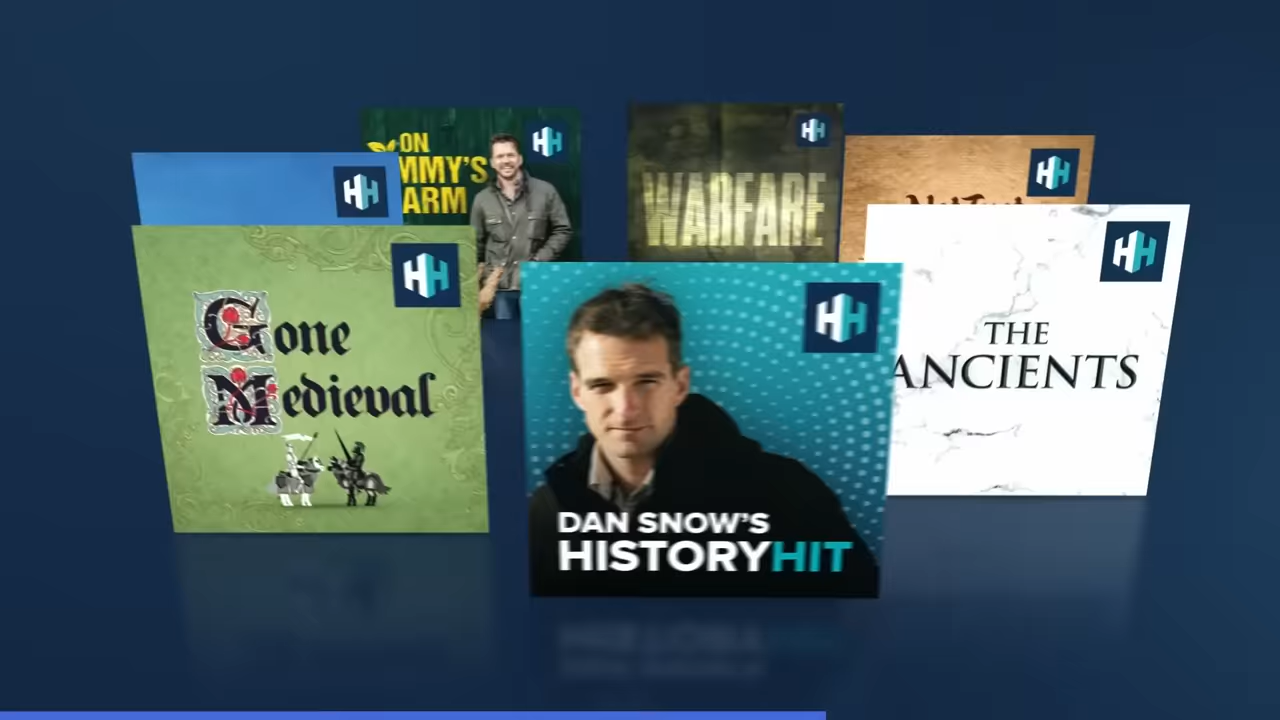 ON
MMY'S
ARM
WARFARE
Gone
Medieval
THE
ANCIENTS
DAN SNOW'S
HISTORYHIT
HH
HH
HH
HH
HH
HH
HH